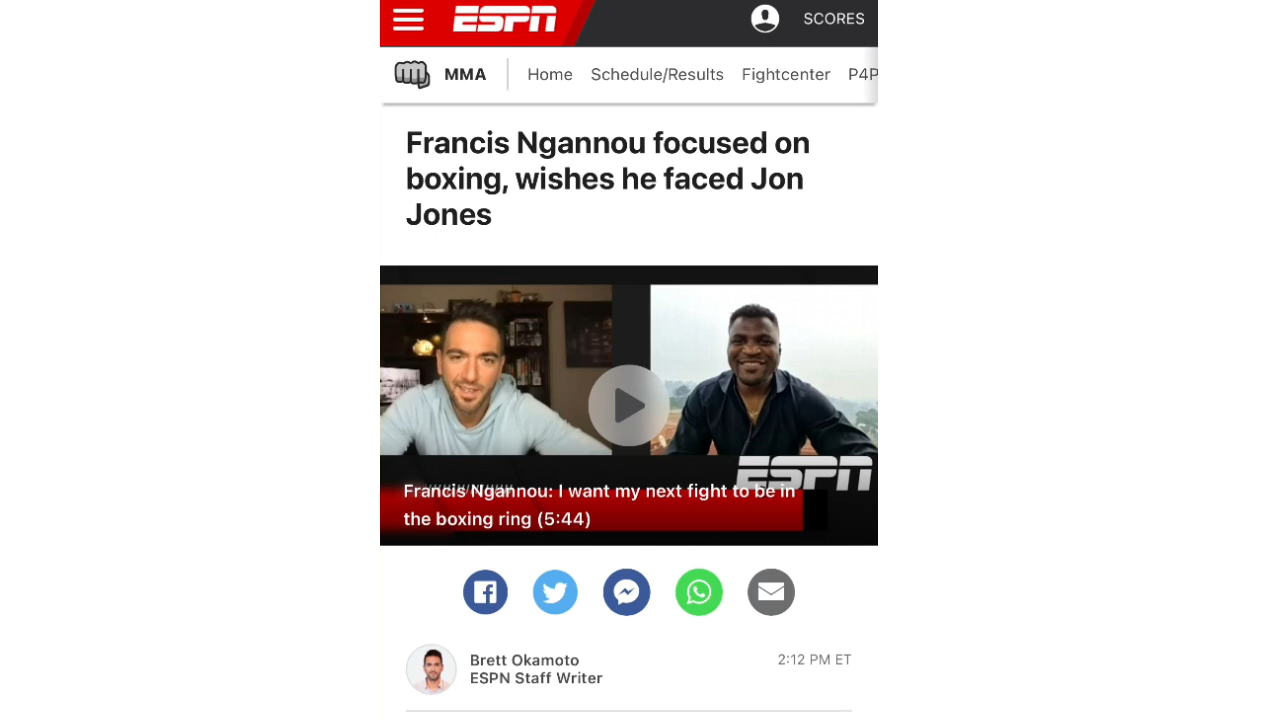 ESPN
SCORES
MMA
Home Schedule/Results Fightcenter P4P
Francis Ngannou focused on
boxing, wishes he faced Jon
Jones
ESPN
Francis Ngannou: I want my next fight to be in
the boxing ring (5:44)
Brett Okamoto
2:12 PM ET
ESPN Staff Writer